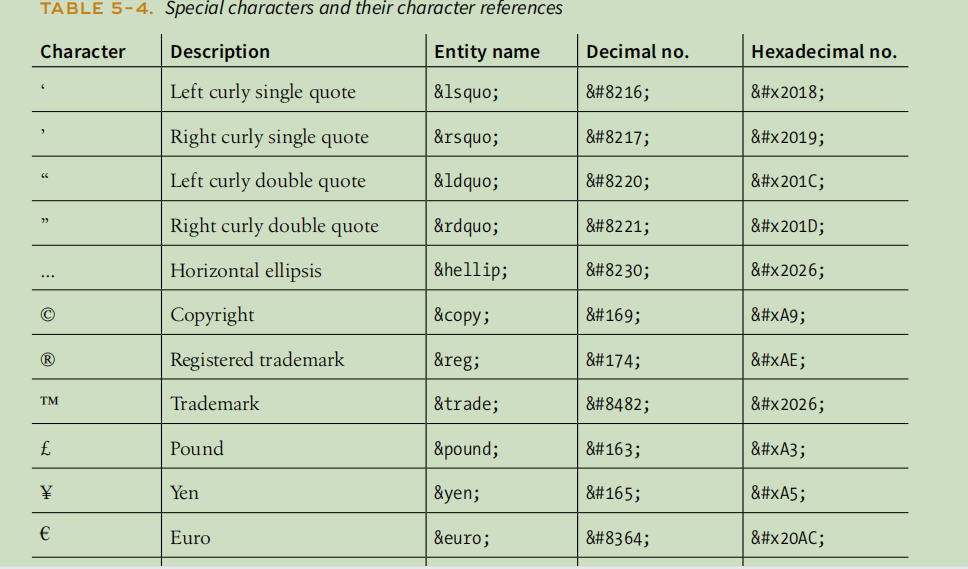 TABLE 5-4. Special characters and their character references
Character Description Entity name Decimal no. Hexadecimal no.
‘ Left curly single quote &lsquo; &#8216; &#x2018;
’ Right curly single quote &rsquo; &#8217; &#x2019;
“ Left curly double quote &ldquo; &#8220; &#x201C;
” Right curly double quote &rdquo; &#8221; &#x201D;
... Horizontal ellipsis &hellip; &#8230; &#x2026;
© Copyright &copy; &#169; &#xA9;
® Registered trademark &reg; &#174; &#xAE;
™ Trademark &trade; &#8482; &#x2026;
£ Pound &pound; &#163; &#xA3;
¥ Yen &yen; &#165; &#xA5;
€ Euro &euro; &#8364; &#x20AC;